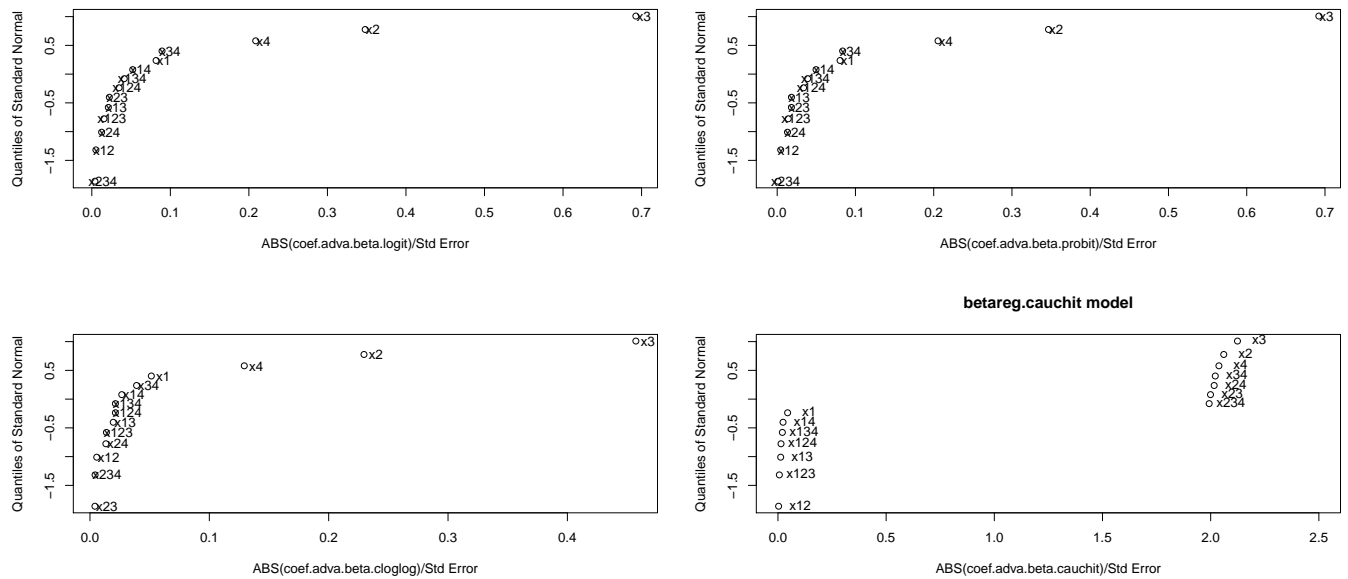 Quantiles of Standard Normal
0.5
−0.5
−1.5
x3
x2
x4
x34
x1
x14
x134
x124
x23
x13
x123
x24
x12
x234
0.0 0.1 0.2 0.3 0.4 0.5 0.6 0.7
ABS(coef.adva.beta.logit)/Std Error
Quantiles of Standard Normal
0.5
−0.5
−1.5
x3
x2
x4
x34
x1
x14
x134
x124
x13
x23
x123
x24
x12
x234
0.0 0.1 0.2 0.3 0.4 0.5 0.6 0.7
ABS(coef.adva.beta.probit)/Std Error
Quantiles of Standard Normal
0.5
−0.5
−1.5
x3
x2
x4
x1
x34
x14
x134
x124
x13
x123
x24
x12
x234
x23
0.0 0.1 0.2 0.3 0.4
ABS(coef.adva.beta.cloglog)/Std Error
betareg.cauchit model
Quantiles of Standard Normal
0.5
−0.5
−1.5
x3
x2
x4
x34
x24
x23
x234
x1
x14
x134
x124
x13
x123
x12
0.0 0.5 1.0 1.5 2.0 2.5
ABS(coef.adva.beta.cauchit)/Std Error